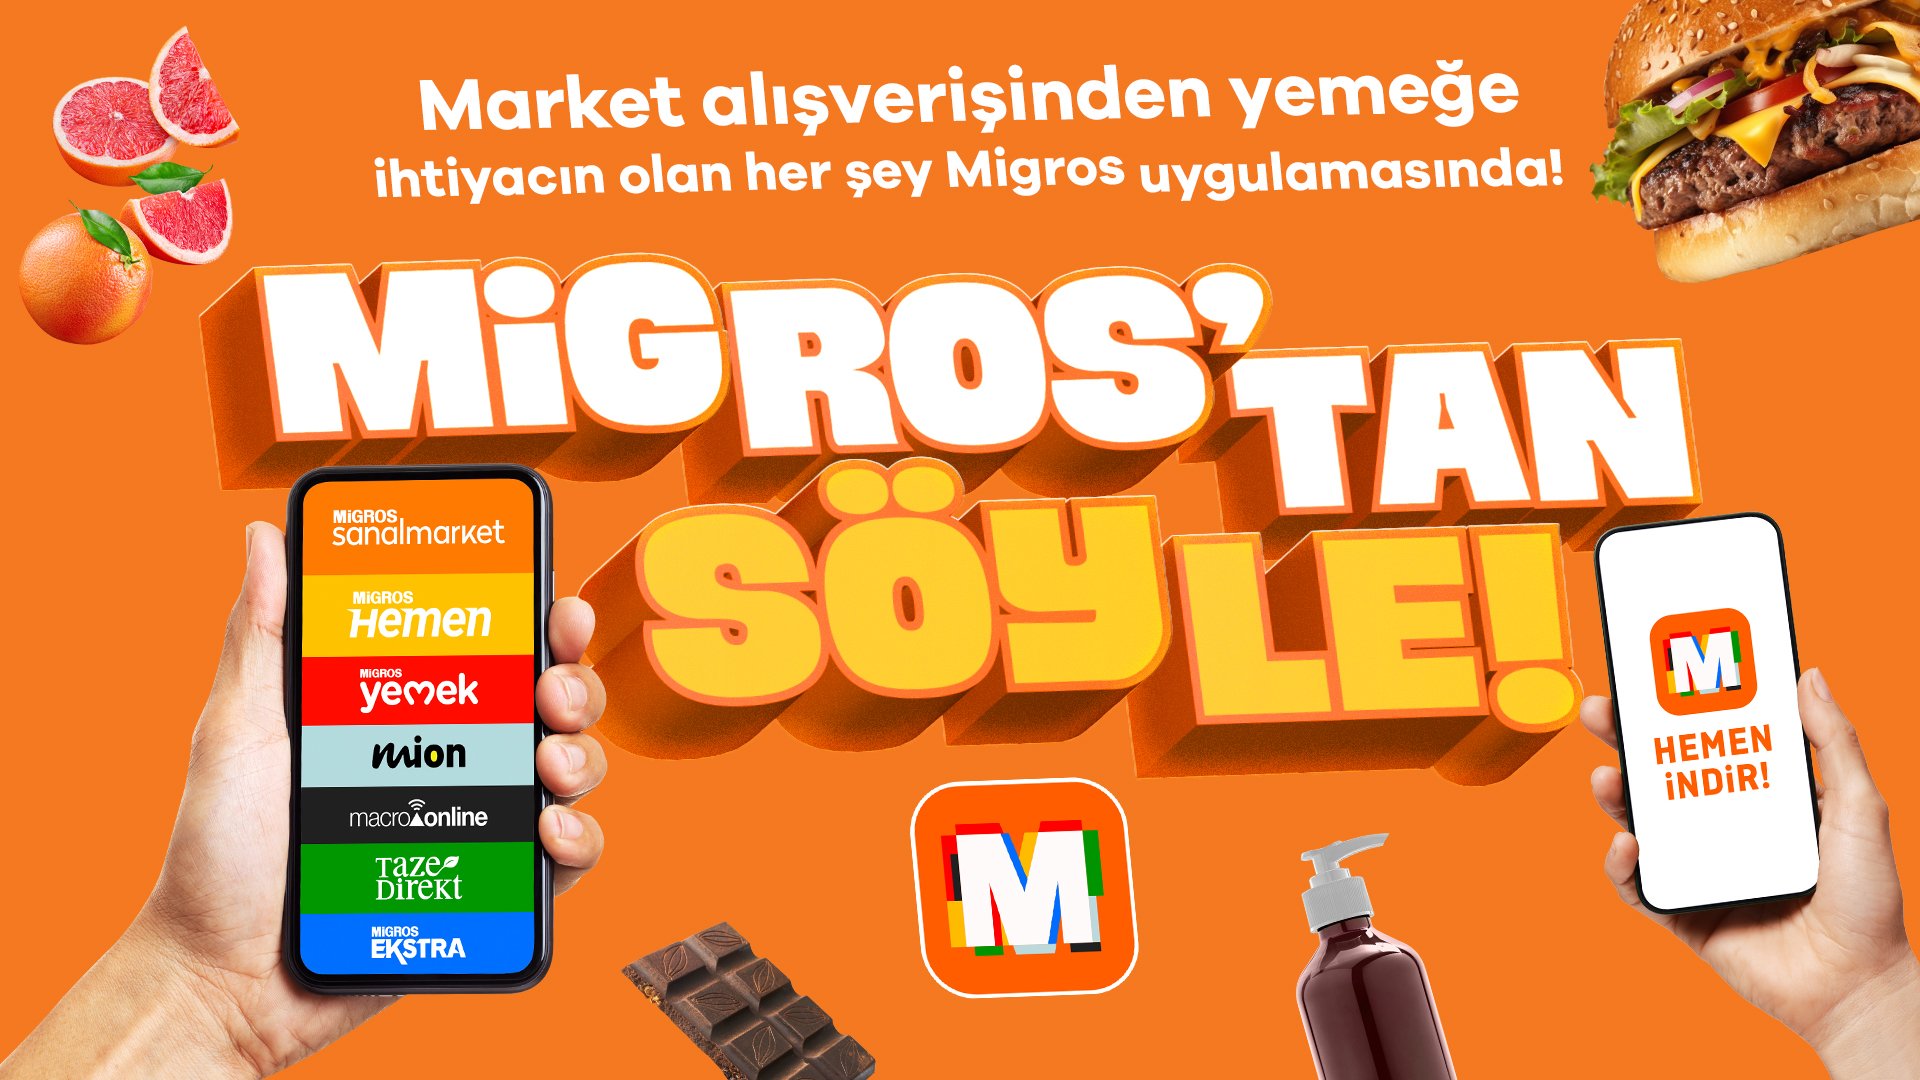 Market alışverişinden yemeğe
ihtiyacın olan her şey Migros uygulamasında!
MiGROS'TAN
SÖYLE!
MiGROS
sanalmarket
MiGROS
Hemen
MiGROS
yemek
mion
macroonline
Taze
Direkt
MiGROS
EKSTRA
M
HEMEN
iNDiR!
M